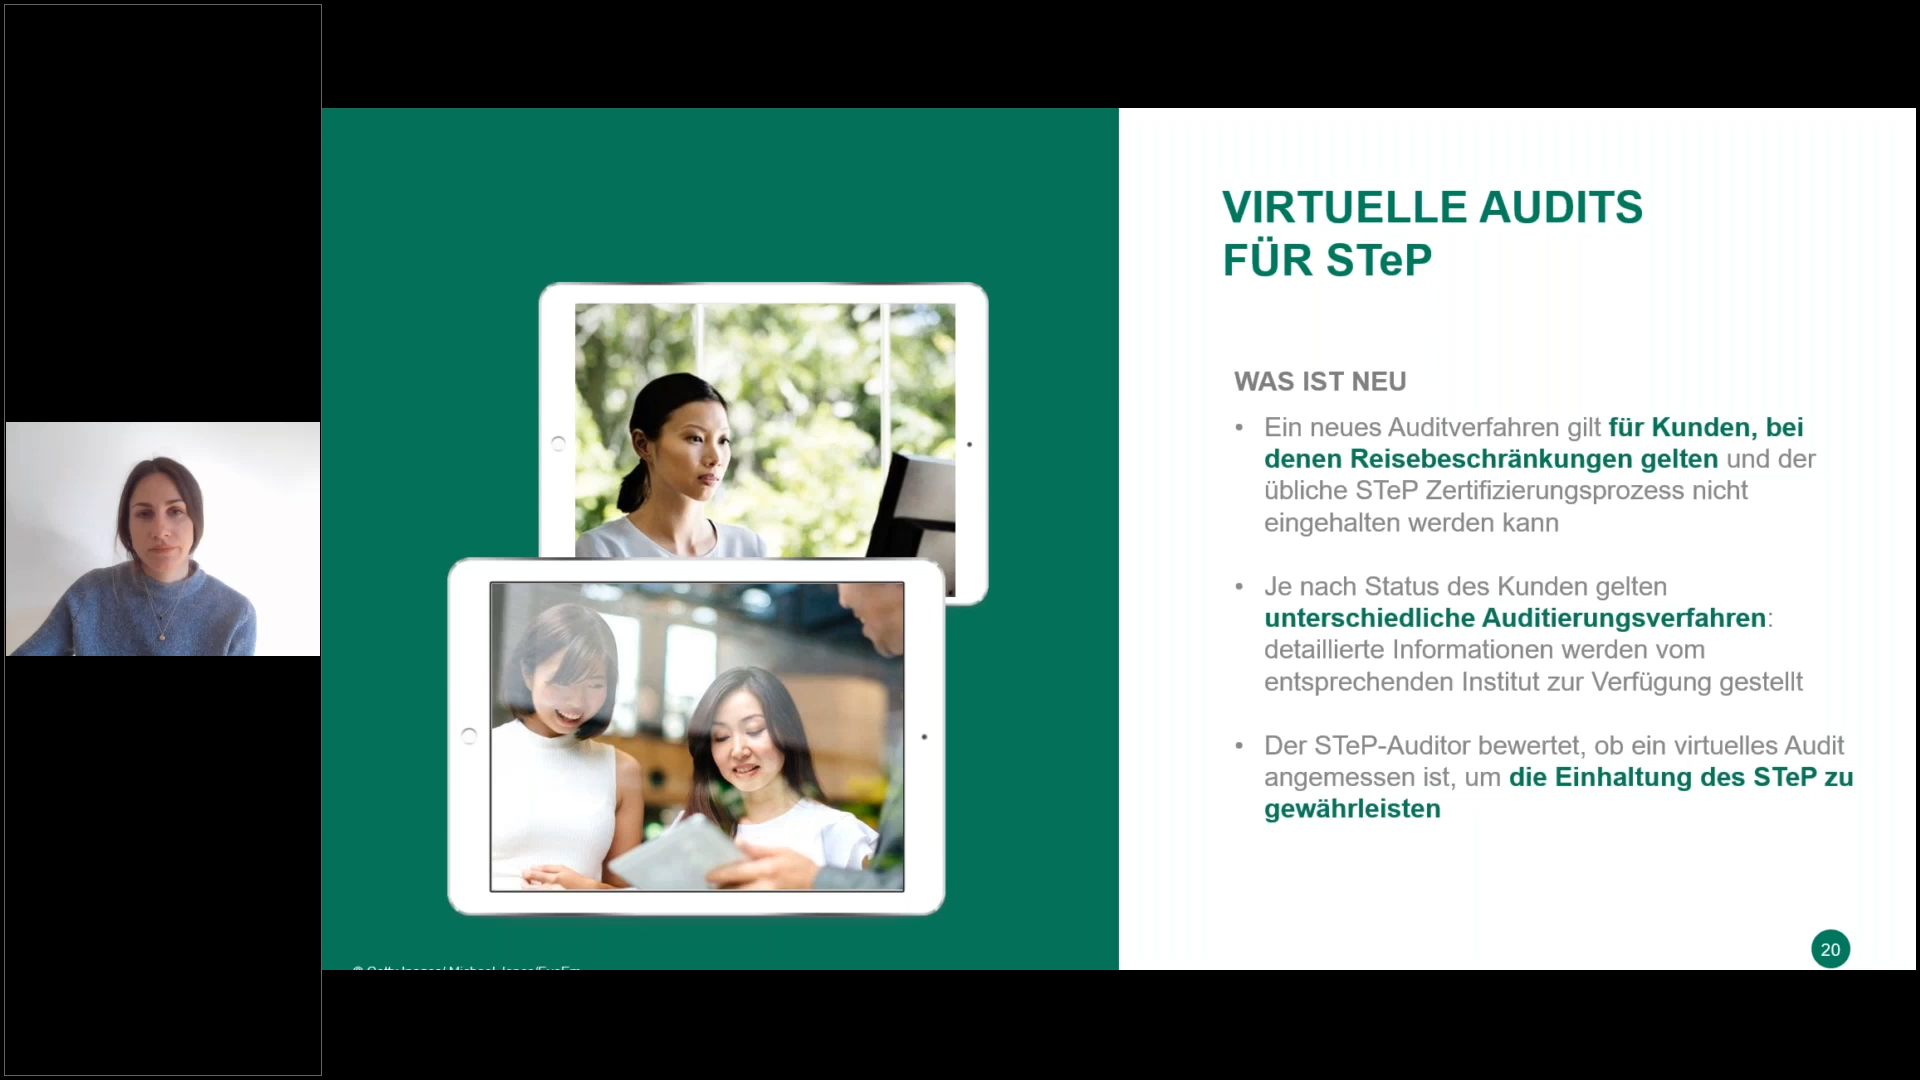 VIRTUELLE AUDITS
FÜR STeP
WAS IST NEU
• Ein neues Auditverfahren gilt für Kunden, bei
denen Reisebeschränkungen gelten und der
übliche STeP Zertifizierungsprozess nicht
eingehalten werden kann
• Je nach Status des Kunden gelten
unterschiedliche Auditierungsverfahren:
detaillierte Informationen werden vom
entsprechenden Institut zur Verfügung gestellt
• Der STeP-Auditor bewertet, ob ein virtuelles Audit
angemessen ist, um die Einhaltung des STeP zu
gewährleisten
20